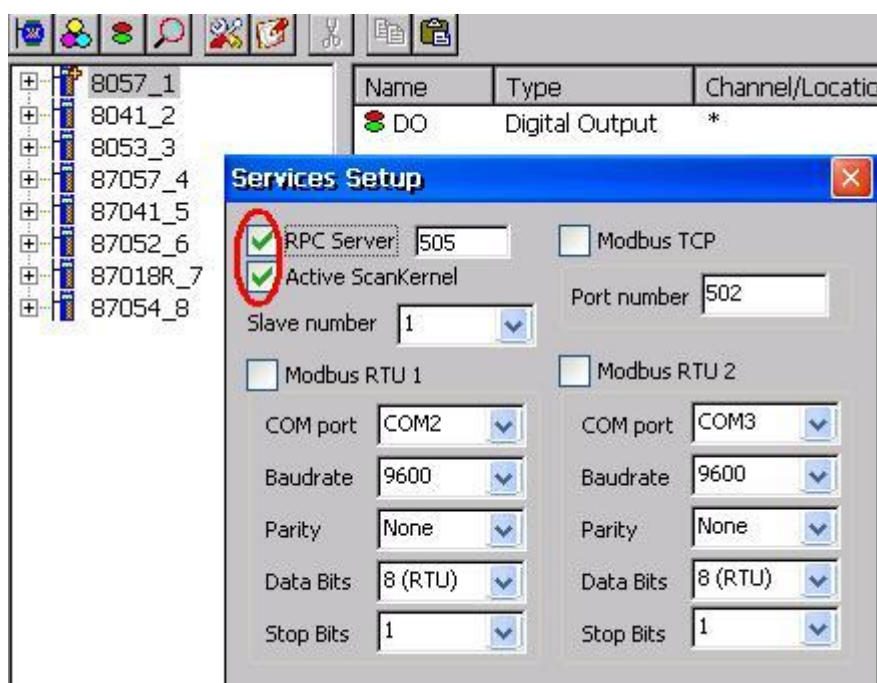 8057_1
8041_2
8053_3
87057_4
87041_5
87052_6
87018R_7
87054_8
Name Type Channel/Locatio
DO Digital Output *
Services Setup
RPC Server 505
Active ScanKernel
Slave number 1
Modbus TCP
Port number 502
Modbus RTU 1
COM port COM2
Baudrate 9600
Parity None
Data Bits 8 (RTU)
Stop Bits 1
Modbus RTU 2
COM port COM3
Baudrate 9600
Parity None
Data Bits 8 (RTU)
Stop Bits 1